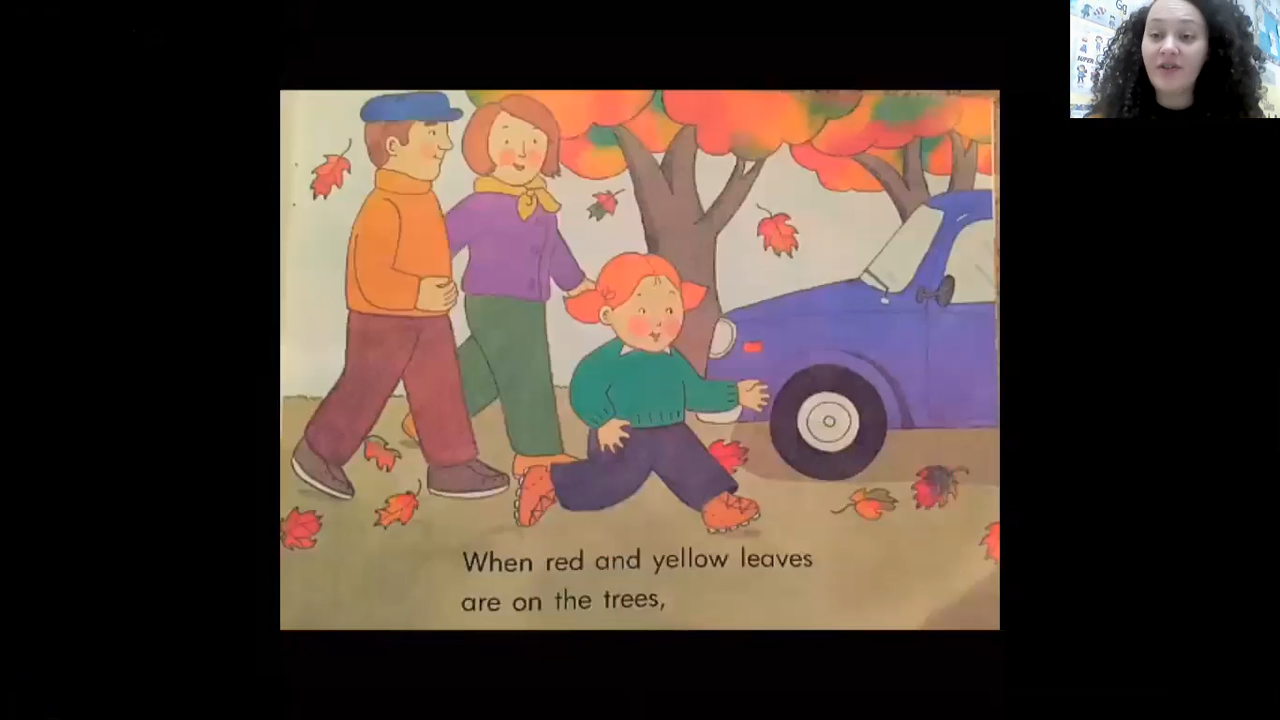 When red and yellow leaves
are on the trees,